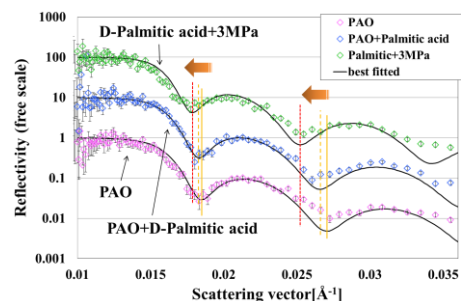 D-Palmitic acid+3MPa
PAO
PAO+Palmitic acid
Palmitic+3MPa
best fitted
PAO
PAO+D-Palmitic acid
Reflectivity (free scale)
1000
100
10
1
0.1
0.01
0.001
0.01 0.015 0.02 0.025 0.03 0.035
Scattering vector[Å⁻¹]